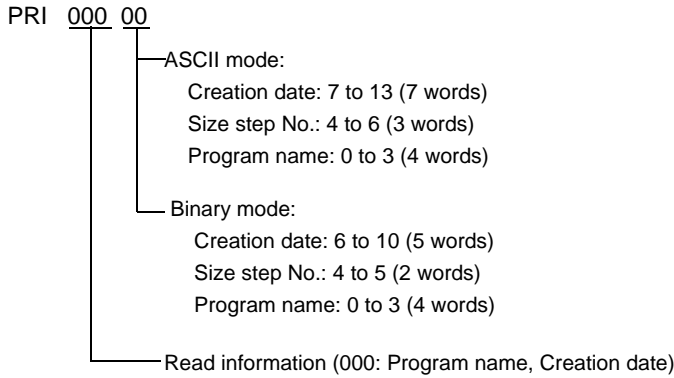 PRI 000 00
ASCII mode:
Creation date: 7 to 13 (7 words)
Size step No.: 4 to 6 (3 words)
Program name: 0 to 3 (4 words)
Binary mode:
Creation date: 6 to 10 (5 words)
Size step No.: 4 to 5 (2 words)
Program name: 0 to 3 (4 words)
Read information (000: Program name, Creation date)